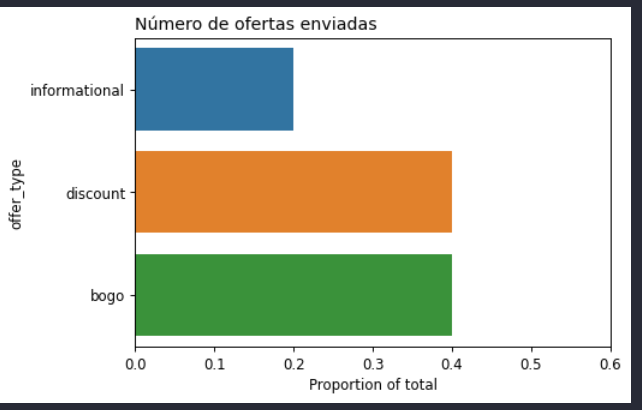 Número de ofertas enviadas
offer_type
informational
discount
bogo
0.0 0.1 0.2 0.3 0.4 0.5 0.6
Proportion of total